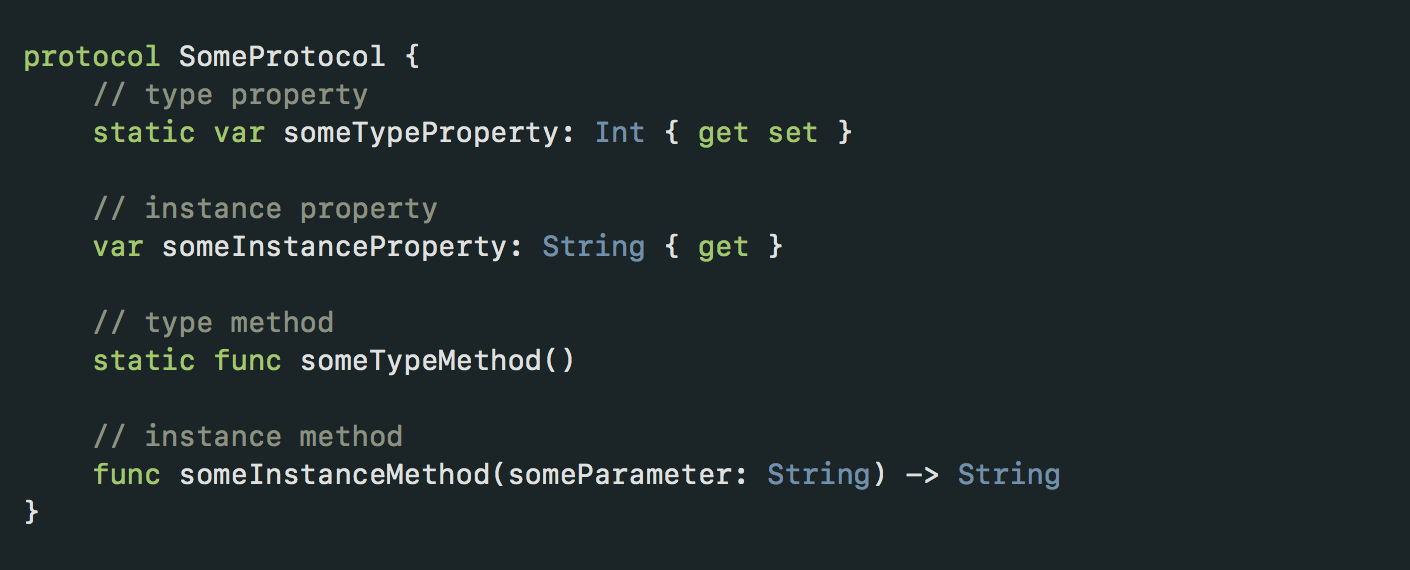 protocol SomeProtocol {
    // type property
    static var someTypeProperty: Int { get set }

    // instance property
    var someInstanceProperty: String { get }

    // type method
    static func someTypeMethod()

    // instance method
    func someInstanceMethod(someParameter: String) -> String
}